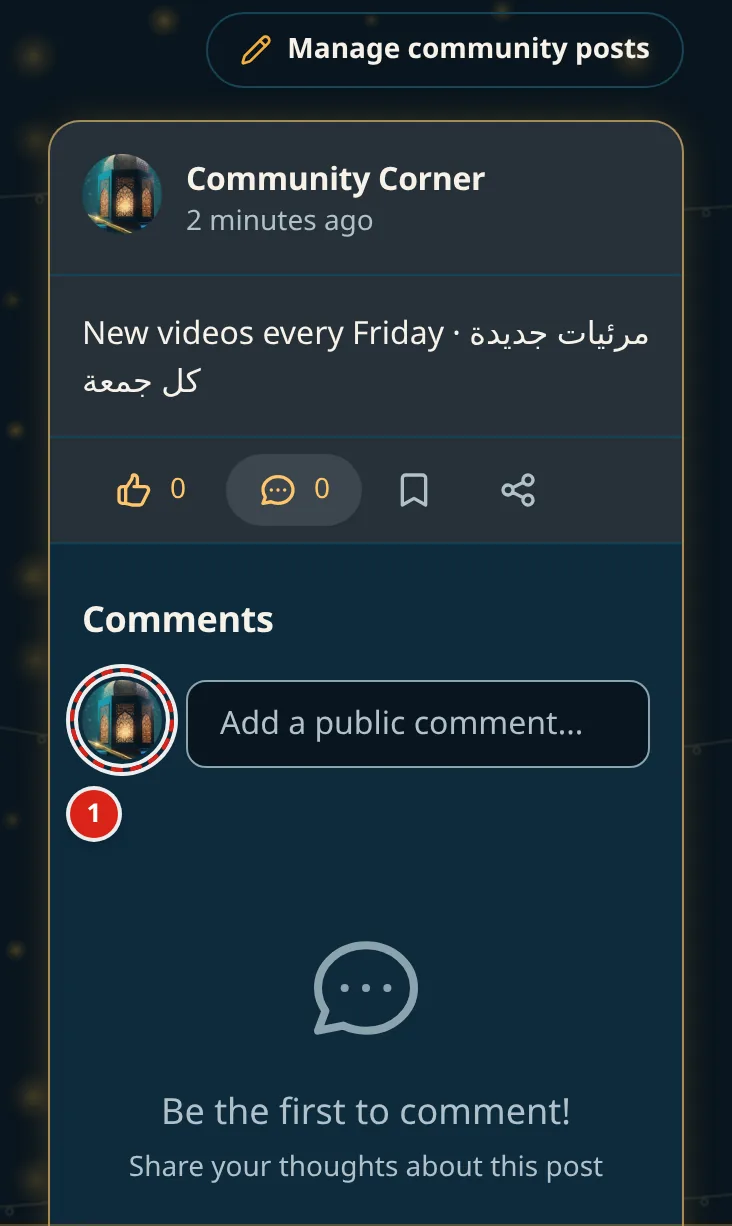 Manage community posts
Community Corner
2 minutes ago
New videos every Friday · مرئيات جديدة
كل جمعة
0
0
Comments
Add a public comment...
1
Be the first to comment!
Share your thoughts about this post